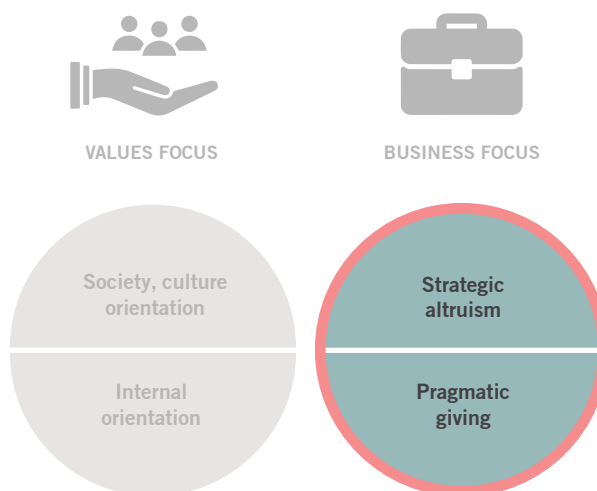 VALUES FOCUS
BUSINESS FOCUS
Society, culture
orientation
Internal
orientation
Strategic
altruism
Pragmatic
giving